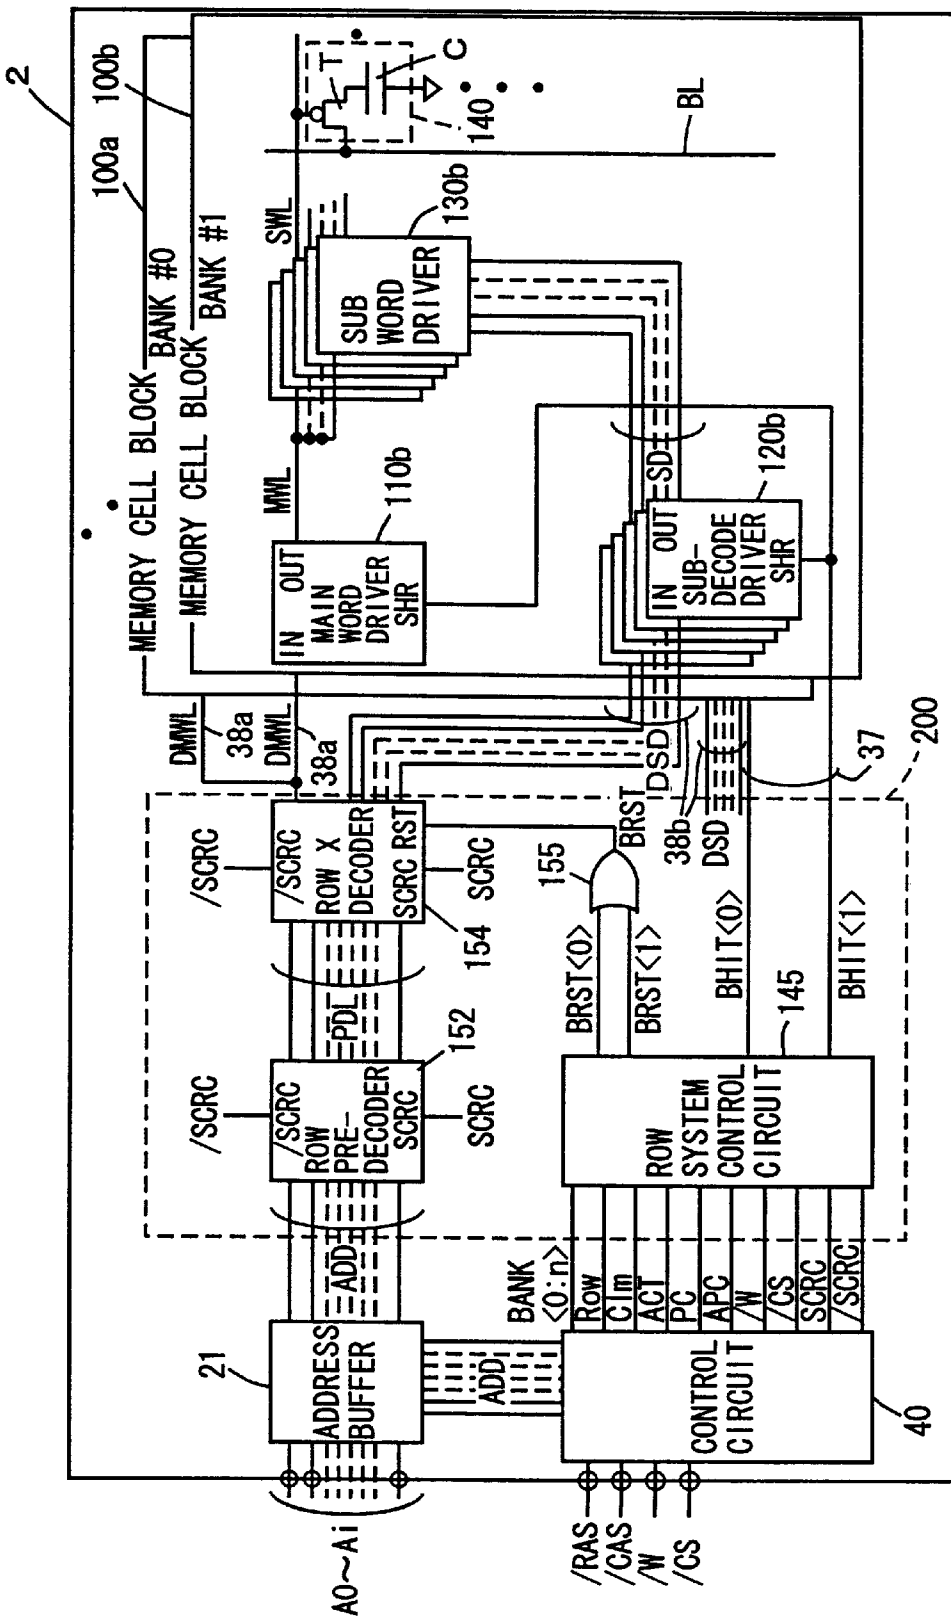 2
100a
100b
MEMORY CELL BLOCK
BANK #0
MEMORY CELL BLOCK
BANK #1
T
C
140
BL
SWL
SUB
WORD
DRIVER
130b
MWL
IN OUT
MAIN
WORD
DRIVER
SHR
110b
SD
IN OUT
SUB-
DECODE
DRIVER
SHR
120b
DMWL
38a
DMWL
38a
DSD
38b
DSD
37
200
/SCRC
/SCRC
ROW X
DECODER
SCRC RST
SCRC
154
BRST
155
BRST<0>
BRST<1>
BHIT<0>
BHIT<1>
PDL
/SCRC
/SCRC
ROW
PRE-
DECODER
SCRC
SCRC
152
ROW
SYSTEM
CONTROL
CIRCUIT
145
ADD
BANK
<0:n>
Row
Clm
ACT
PC
APC
/W
/CS
SCRC
/SCRC
21
ADDRESS
BUFFER
ADD
CONTROL
CIRCUIT
40
A0~Ai
/RAS
/CAS
/W
/CS